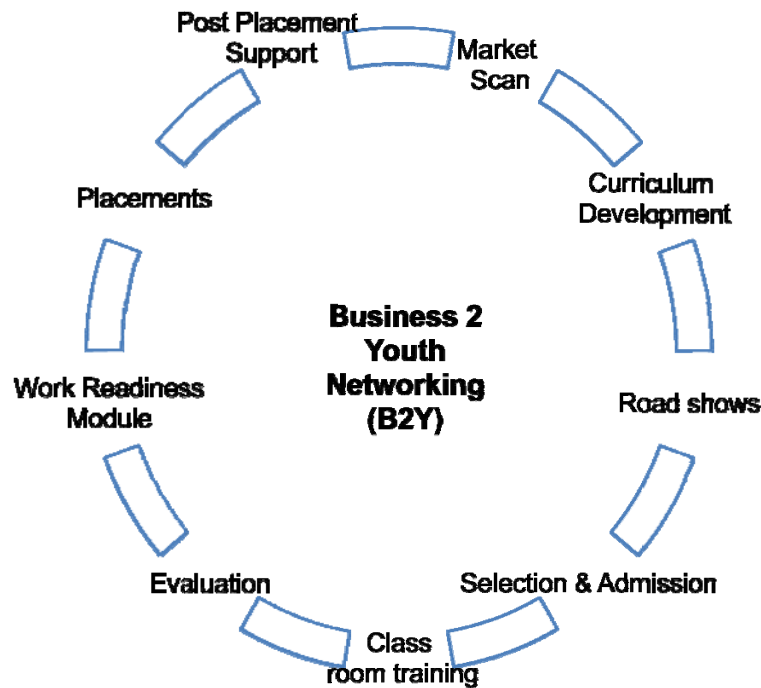 Post Placement
Support
Market
Scan
Curriculum
Development
Placements
Business 2
Youth
Networking
(B2Y)
Work Readiness
Module
Road shows
Evaluation
Selection & Admission
Class
room training